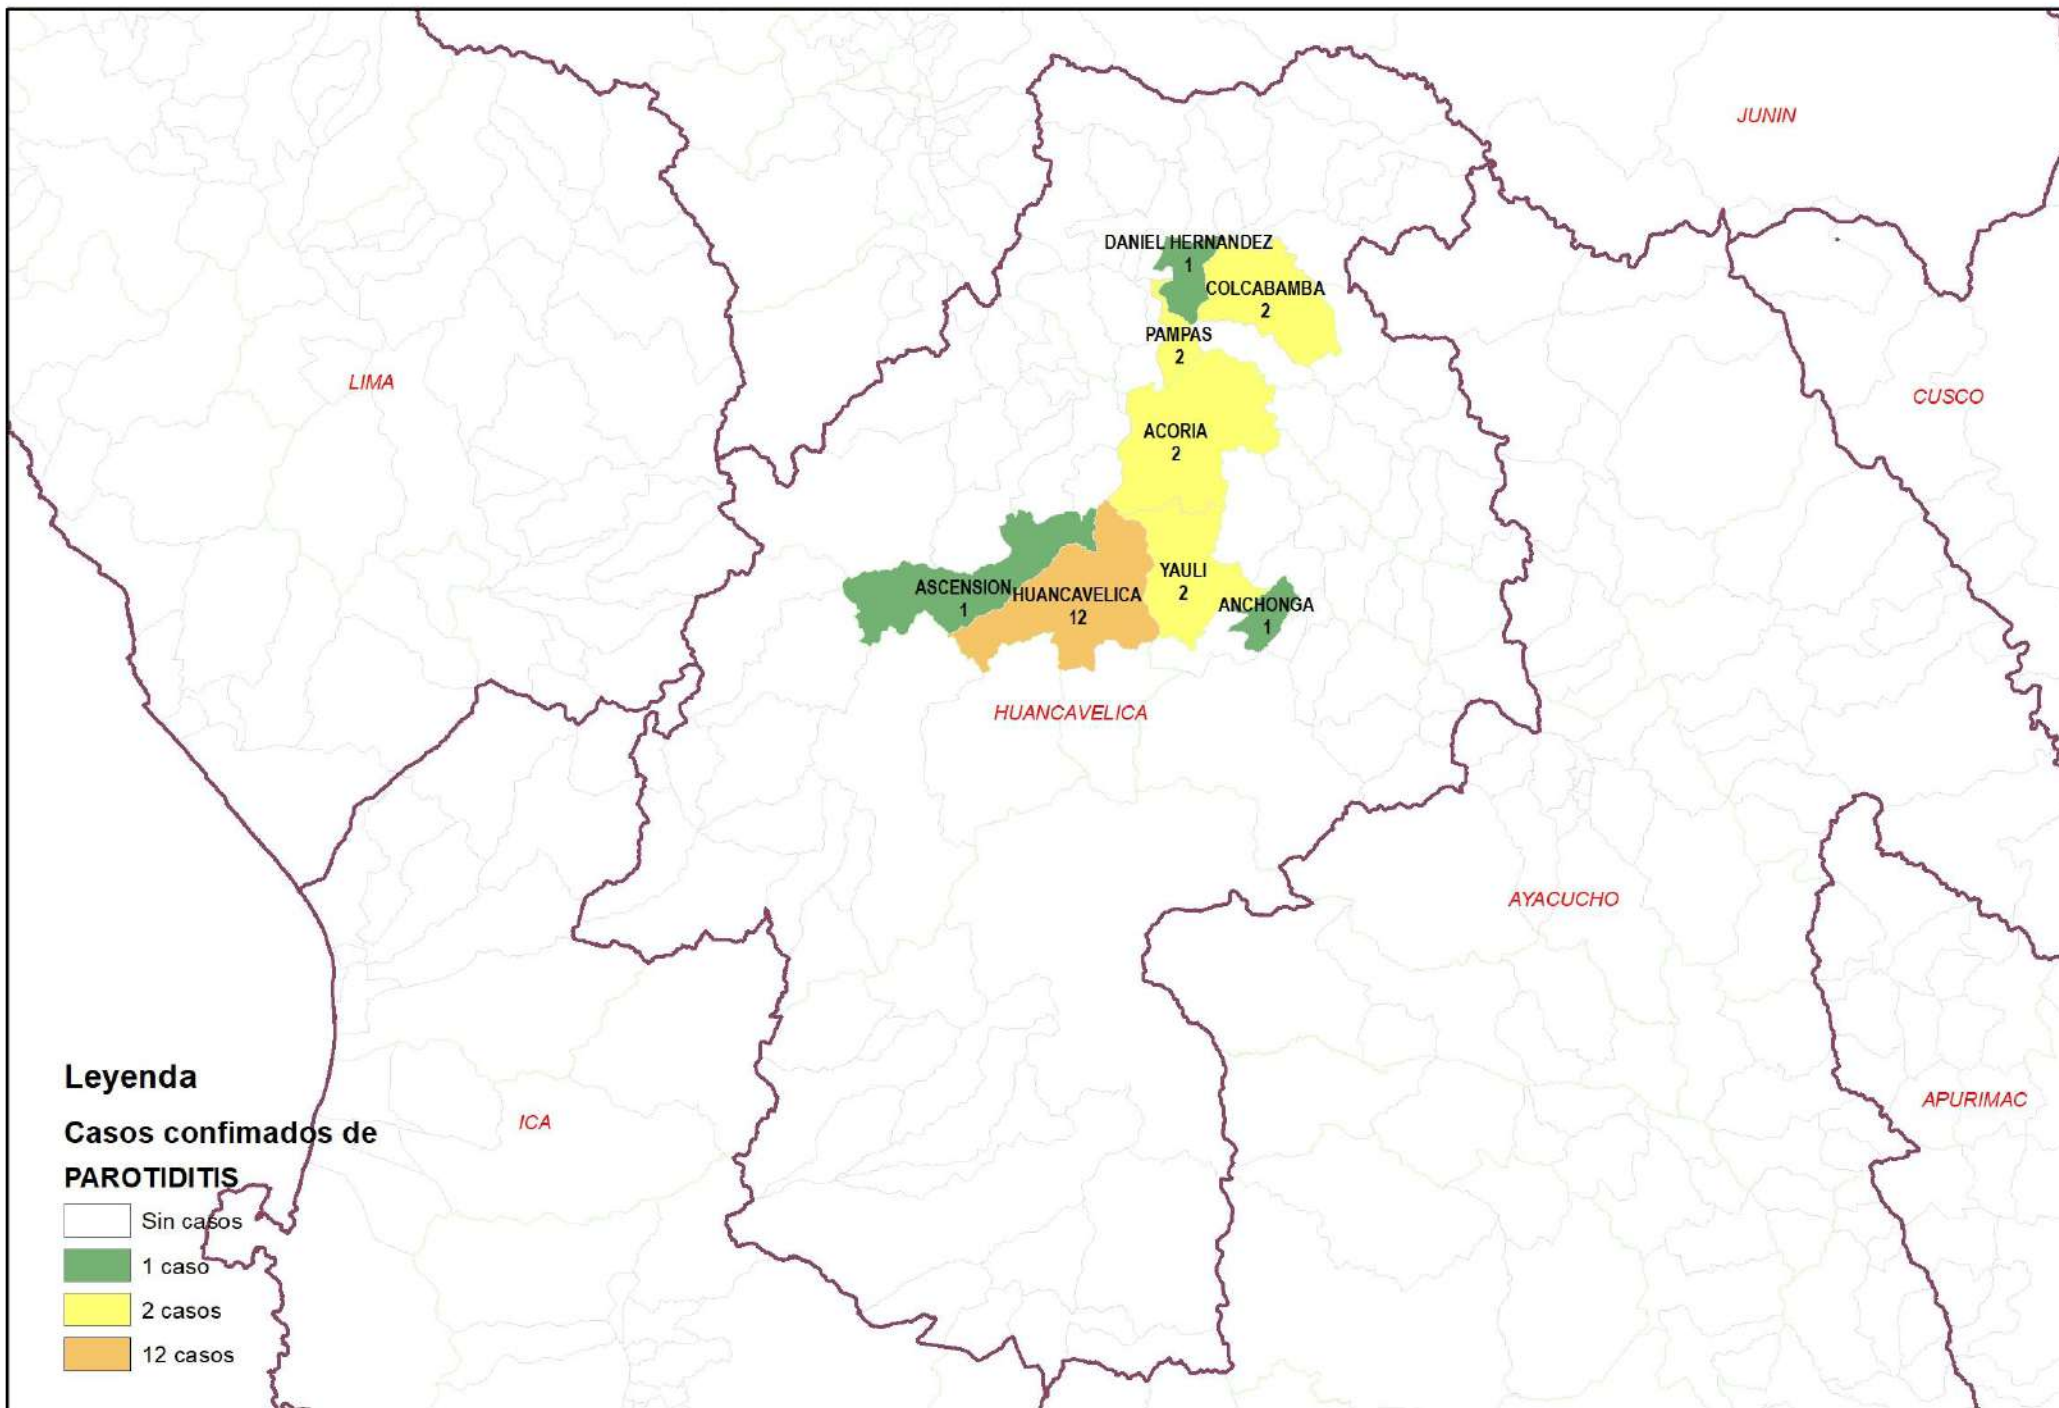 JUNIN
DANIEL HERNANDEZ
1
COLCABAMBA
2
PAMPAS
2
LIMA
CUSCO
ACORIA
2
YAULI
2
ASCENSION
1
HUANCAVELICA
12
ANCHONGA
1
HUANCAVELICA
AYACUCHO
APURIMAC
ICA
Leyenda
Casos confimados de
PAROTIDITIS
Sin casos
1 caso
2 casos
12 casos